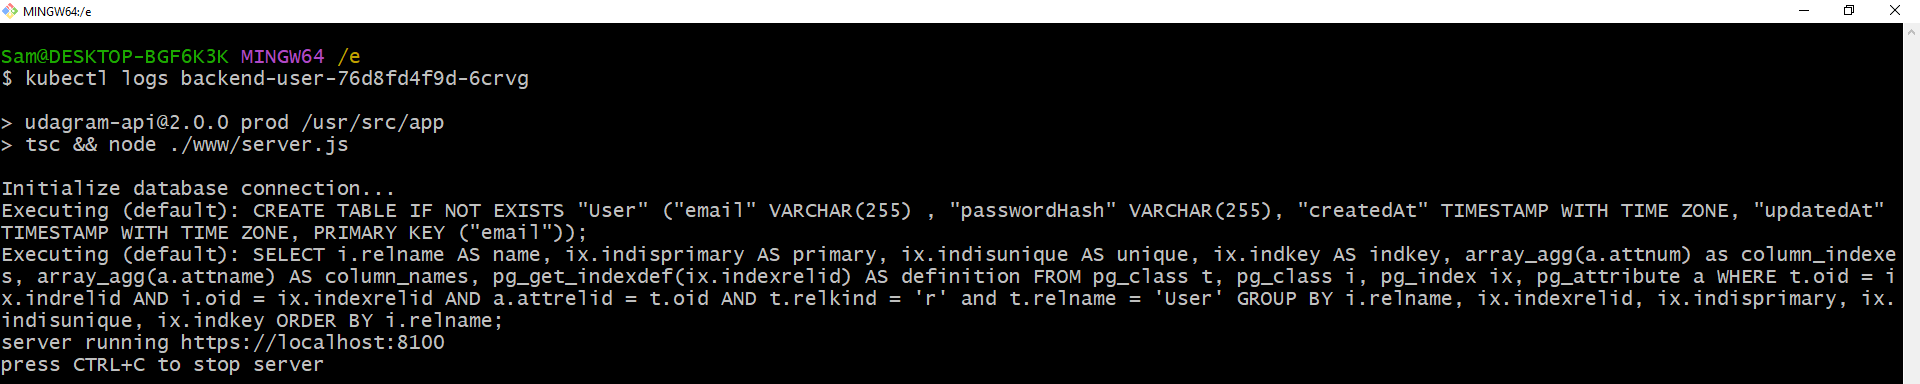 MINGW64:/e
Sam@DESKTOP-BGF6K3K MINGW64 /e
$ kubectl logs backend-user-76d8fd4f9d-6crvg
> udagram-api@2.0.0 prod /usr/src/app
> tsc && node ./www/server.js
Initialize database connection...
Executing (default): CREATE TABLE IF NOT EXISTS "User" ("email" VARCHAR(255) , "passwordHash" VARCHAR(255), "createdAt" TIMESTAMP WITH TIME ZONE, "updatedAt"
TIMESTAMP WITH TIME ZONE, PRIMARY KEY ("email"));
Executing (default): SELECT i.relname AS name, ix.indisprimary AS primary, ix.indisunique AS unique, ix.indkey AS indkey, array_agg(a.attnum) as column_indexe
s, array_agg(a.attname) AS column_names, pg_get_indexdef(ix.indexrelid) AS definition FROM pg_class t, pg_class i, pg_index ix, pg_attribute a WHERE t.oid = i
x.indrelid AND i.oid = ix.indexrelid AND a.attrelid = t.oid AND t.relkind = 'r' and t.relname = 'User' GROUP BY i.relname, ix.indexrelid, ix.indisprimary, ix.
indisunique, ix.indkey ORDER BY i.relname;
server running https://localhost:8100
press CTRL+C to stop server